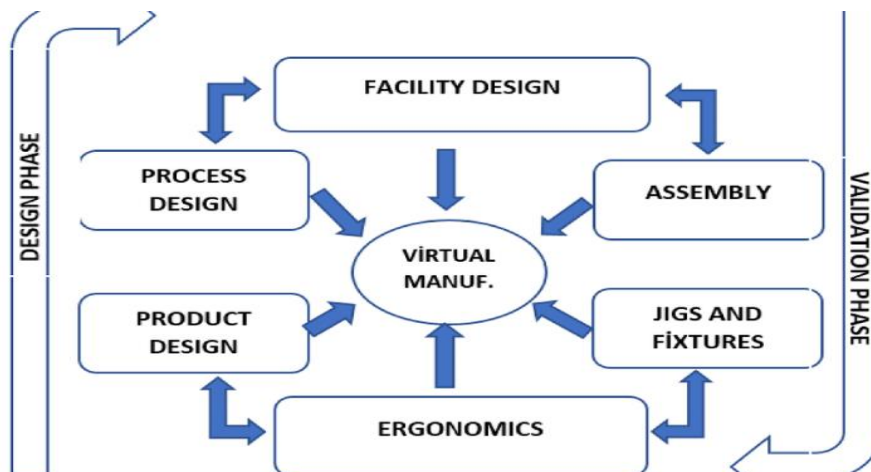 FACILITY DESIGN
DESIGN PHASE
PROCESS
DESIGN
ASSEMBLY
VALIDATION PHASE
VİRTUAL
MANUF.
PRODUCT
DESIGN
JIGS AND
FİXTURES
ERGONOMICS